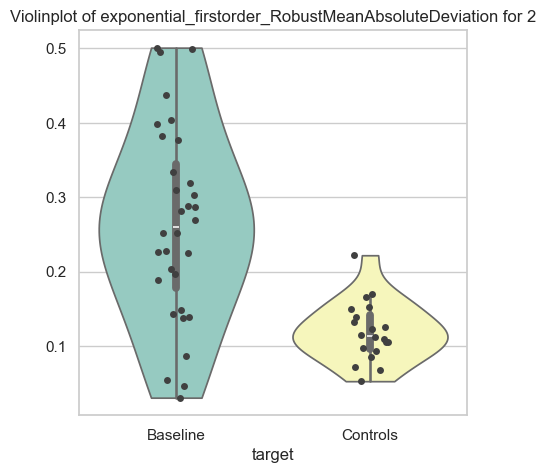 Violinplot of exponential_firstorder_RobustMeanAbsoluteDeviation for 2
0.5
0.4
0.3
0.2
0.1
Baseline Controls
target